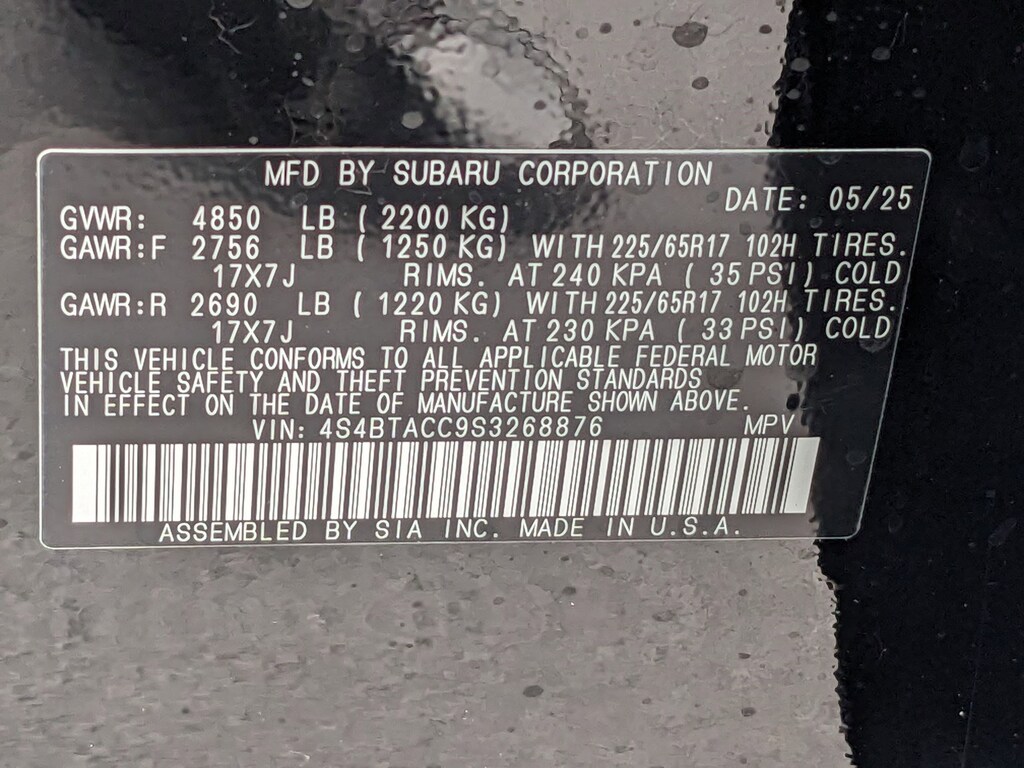 MFD BY SUBARU CORPORATION
DATE: 05/25
GVWR: 4850 LB ( 2200 KG)
GAWR:F 2756 LB ( 1250 KG) WITH 225/65R17 102H TIRES.
17X7J RIMS. AT 240 KPA ( 35 PSI) COLD
GAWR:R 2690 LB ( 1220 KG) WITH 225/65R17 102H TIRES.
17X7J RIMS. AT 230 KPA ( 33 PSI) COLD
THIS VEHICLE CONFORMS TO ALL APPLICABLE FEDERAL MOTOR
VEHICLE SAFETY AND THEFT PREVENTION STANDARDS
IN EFFECT ON THE DATE OF MANUFACTURE SHOWN ABOVE.
VIN: 4S4BTACC9S3268876 MPV
ASSEMBLED BY SIA INC. MADE IN U.S.A.